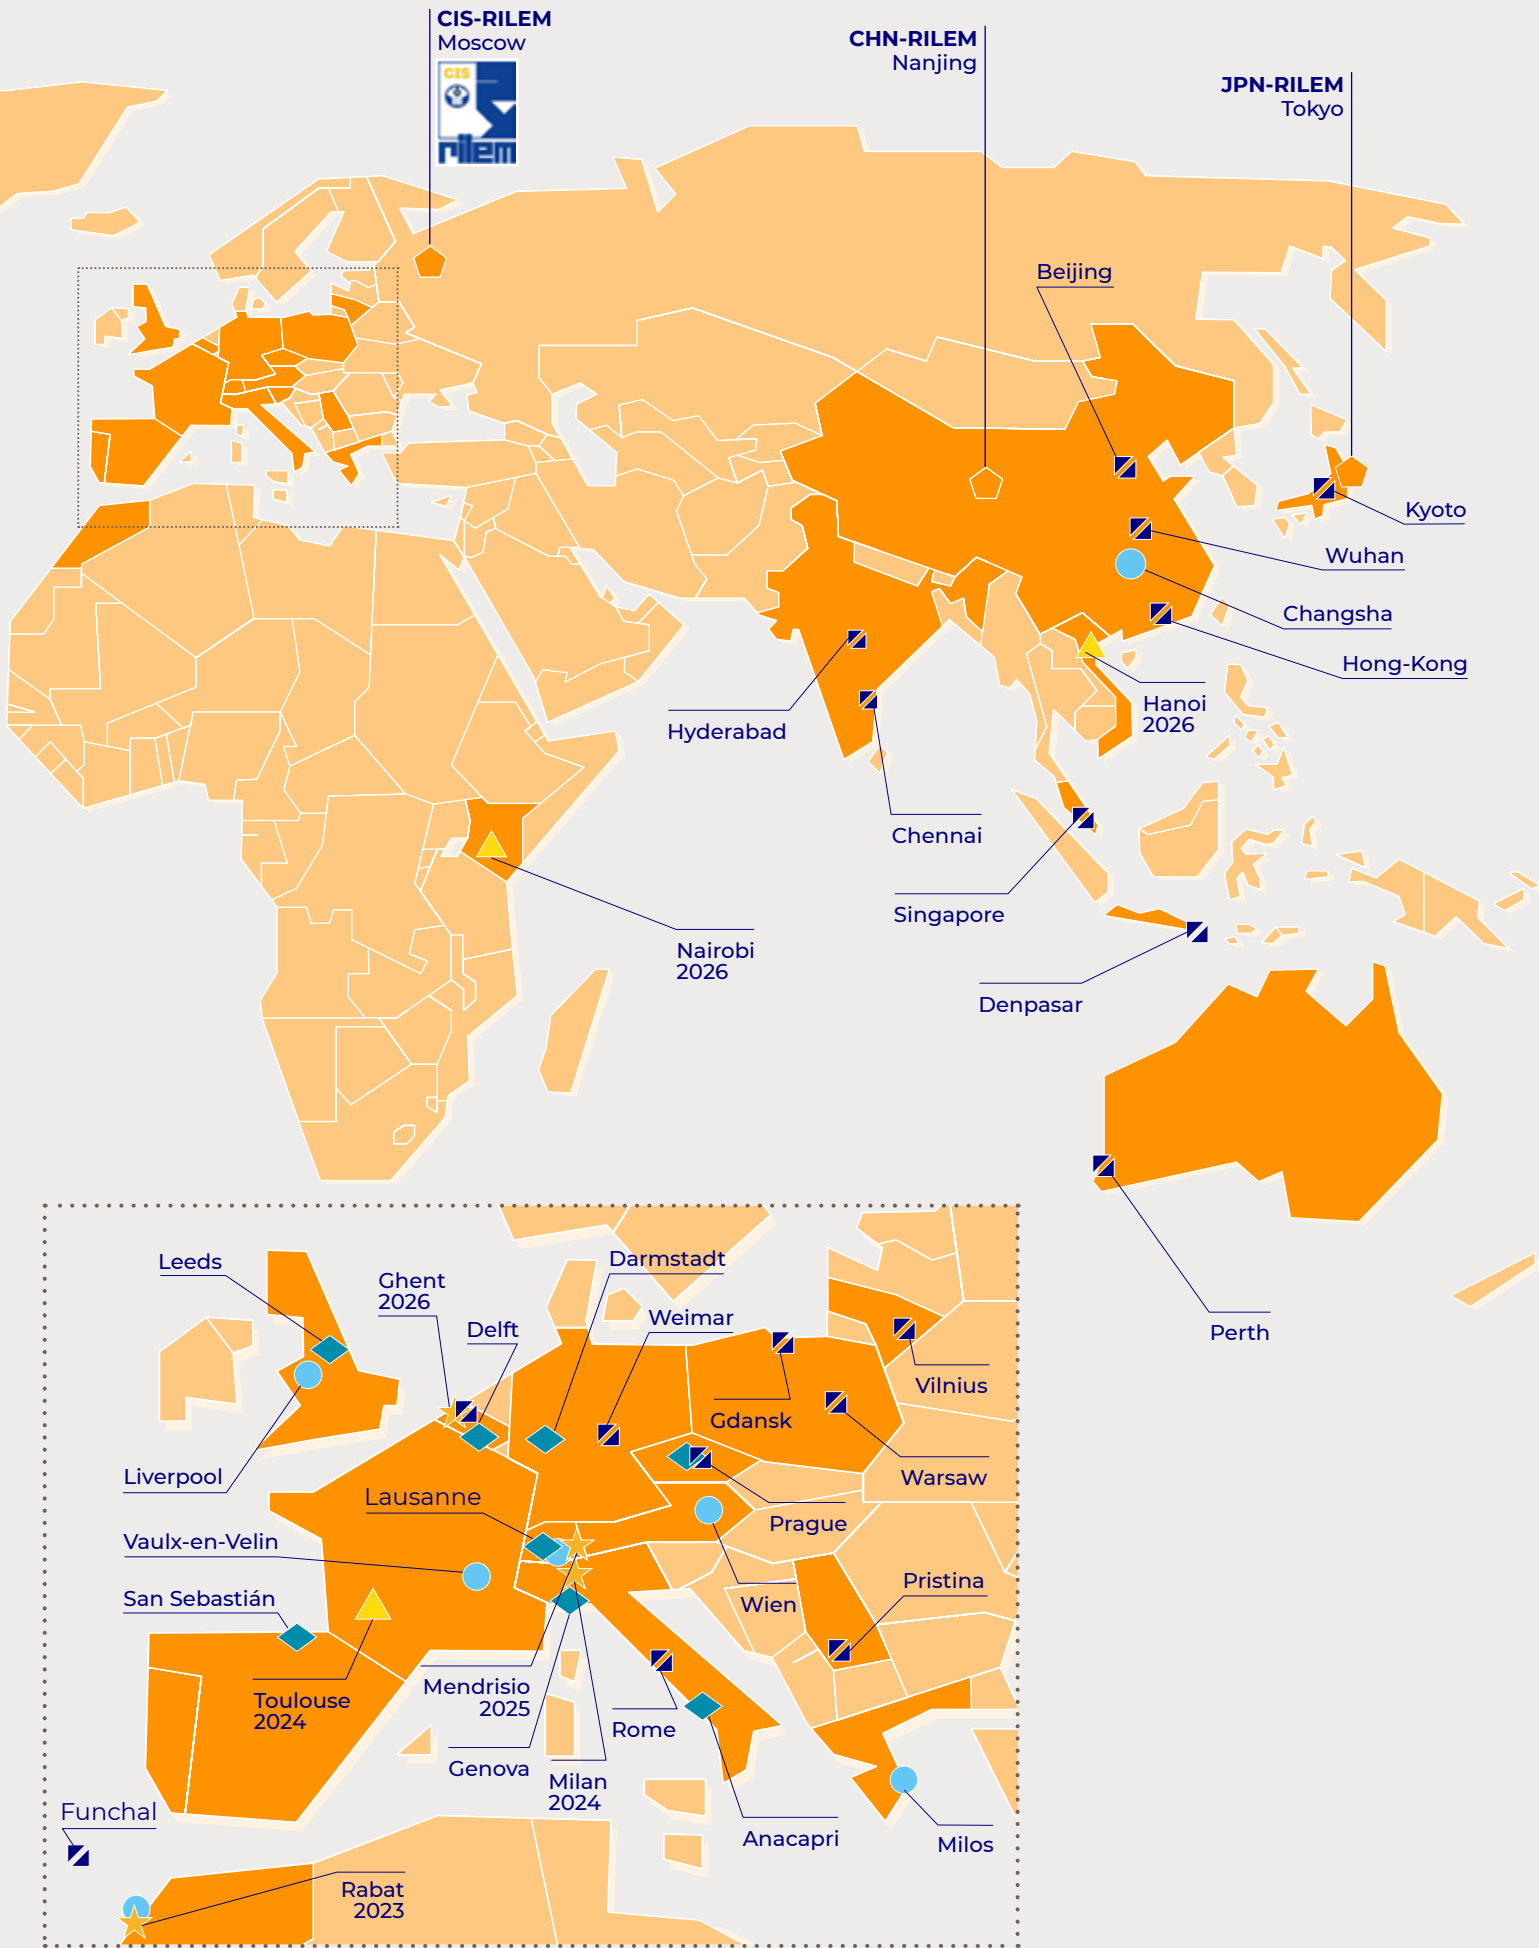 CIS-RILEM
Moscow
CIS
rilem
CHN-RILEM
Nanjing
JPN-RILEM
Tokyo
Beijing
Kyoto
Wuhan
Changsha
Hong-Kong
Hanoi
2026
Hyderabad
Chennai
Singapore
Nairobi
2026
Denpasar
Perth
Leeds
Ghent
2026
Delft
Darmstadt
Weimar
Vilnius
Gdansk
Warsaw
Liverpool
Lausanne
Prague
Vaulx-en-Velin
San Sebastián
Wien
Pristina
Toulouse
2024
Mendrisio
2025
Rome
Genova
Milan
2024
Anacapri
Milos
Funchal
Rabat
2023